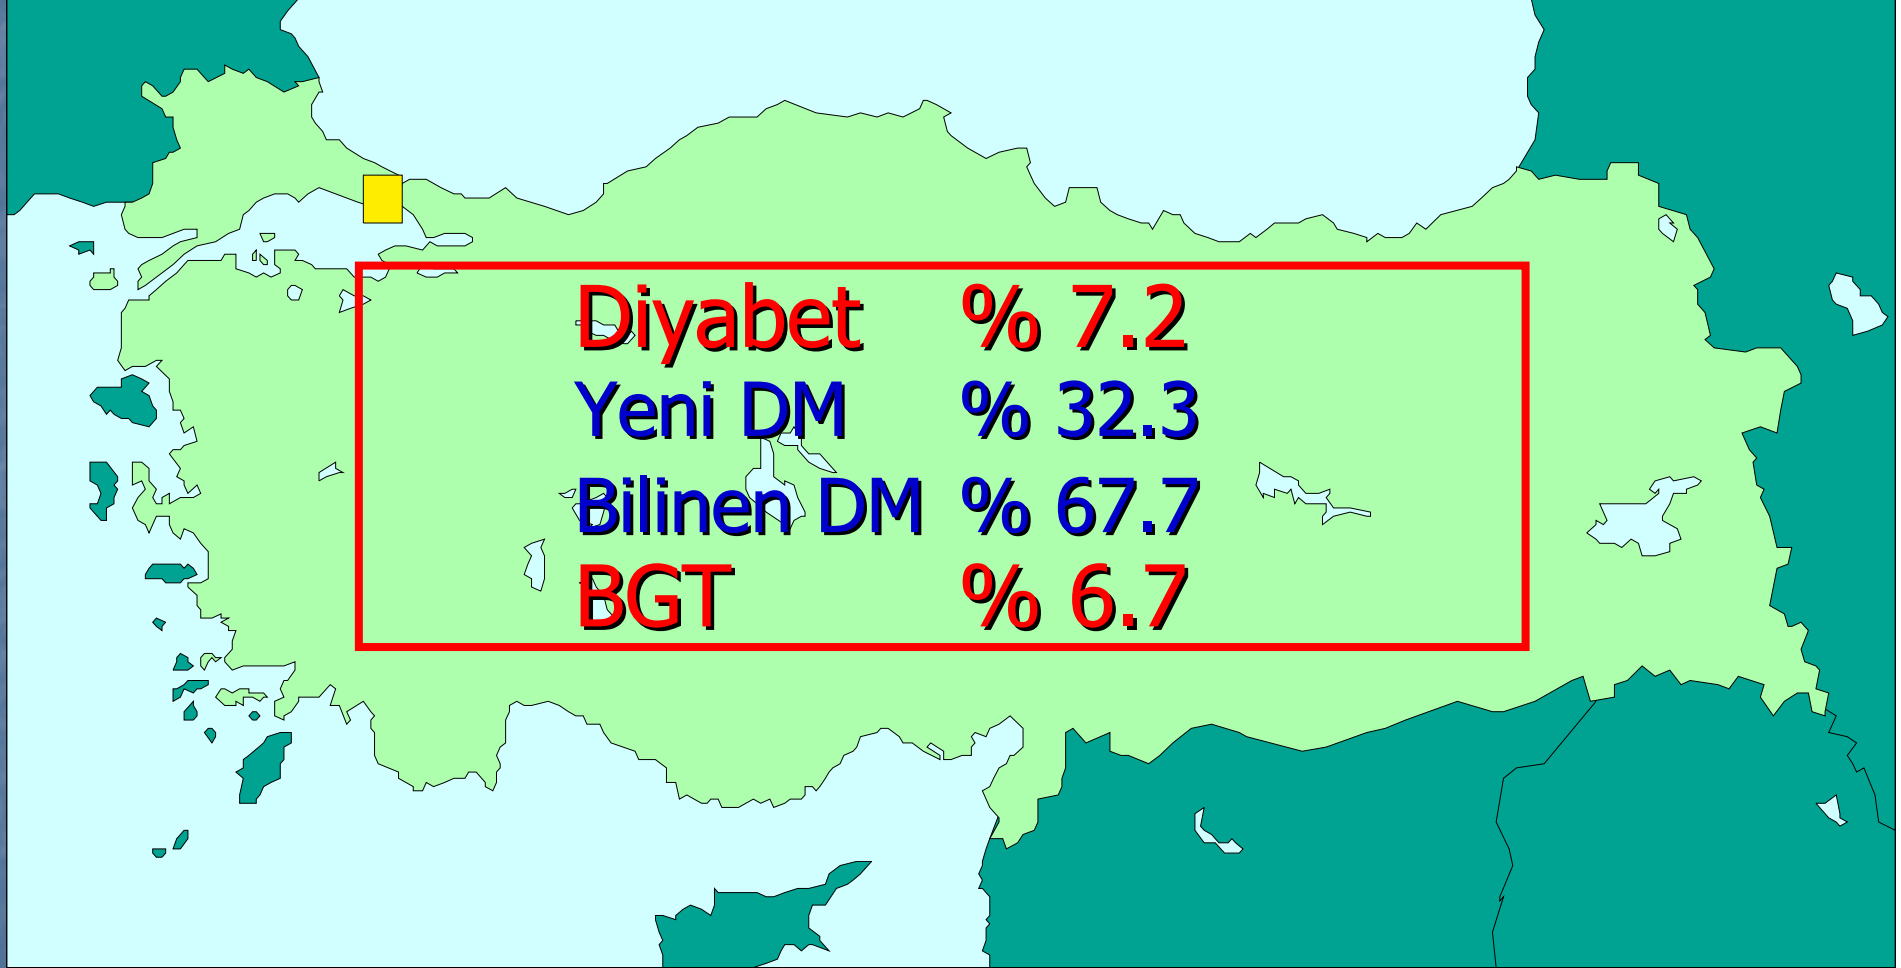 Diyabet % 7.2
Yeni DM % 32.3
Bilinen DM % 67.7
BGT % 6.7